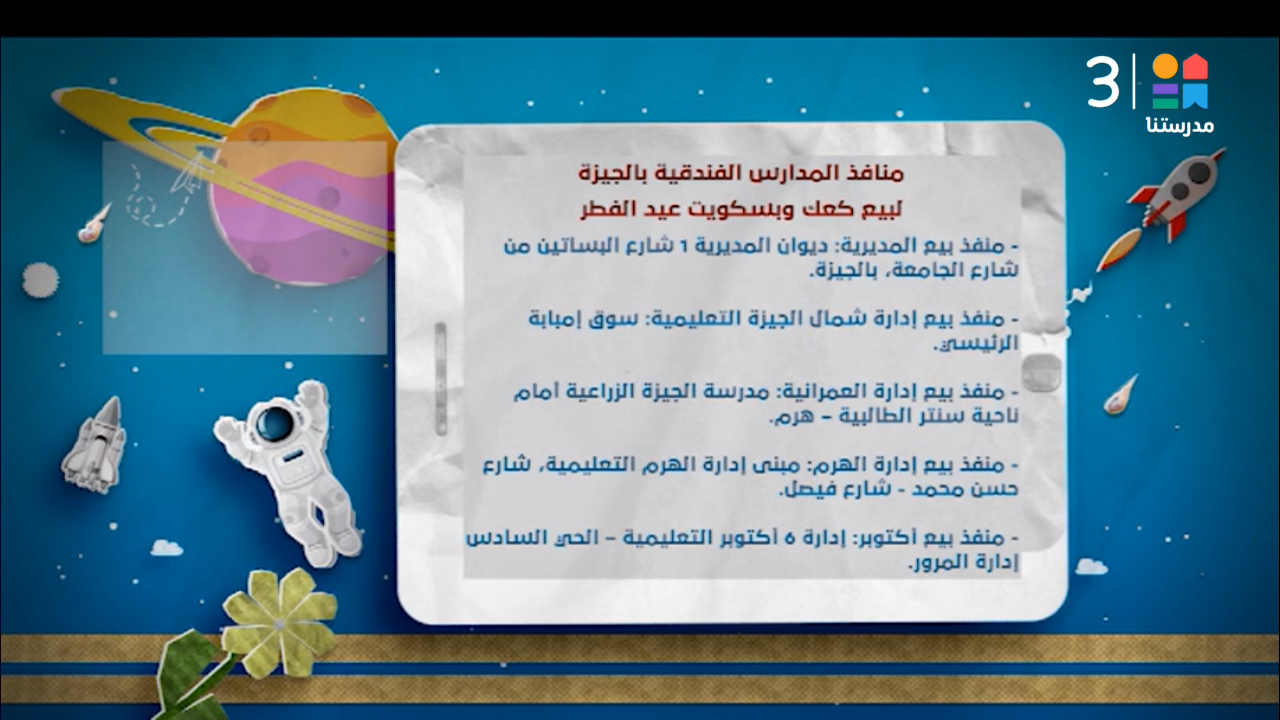 3
مدرستنا
منافذ المدارس الفندقية بالجيزة
لبيع كعك وبسكويت عيد الفطر
- منفذ بيع المديرية: ديوان المديرية 1 شارع البساتين من
شارع الجامعة، بالجيزة.
- منفذ بيع إدارة شمال الجيزة التعليمية: سوق إمبابة
الرئيسي.
- منفذ بيع إدارة العمرانية: مدرسة الجيزة الزراعية أمام
ناحية سنتر الطالبية – هرم.
- منفذ بيع إدارة الهرم: مبنى إدارة الهرم التعليمية، شارع
حسن محمد - شارع فيصل.
- منفذ بيع أكتوبر: إدارة 6 أكتوبر التعليمية – الحي السادس
إدارة المرور.